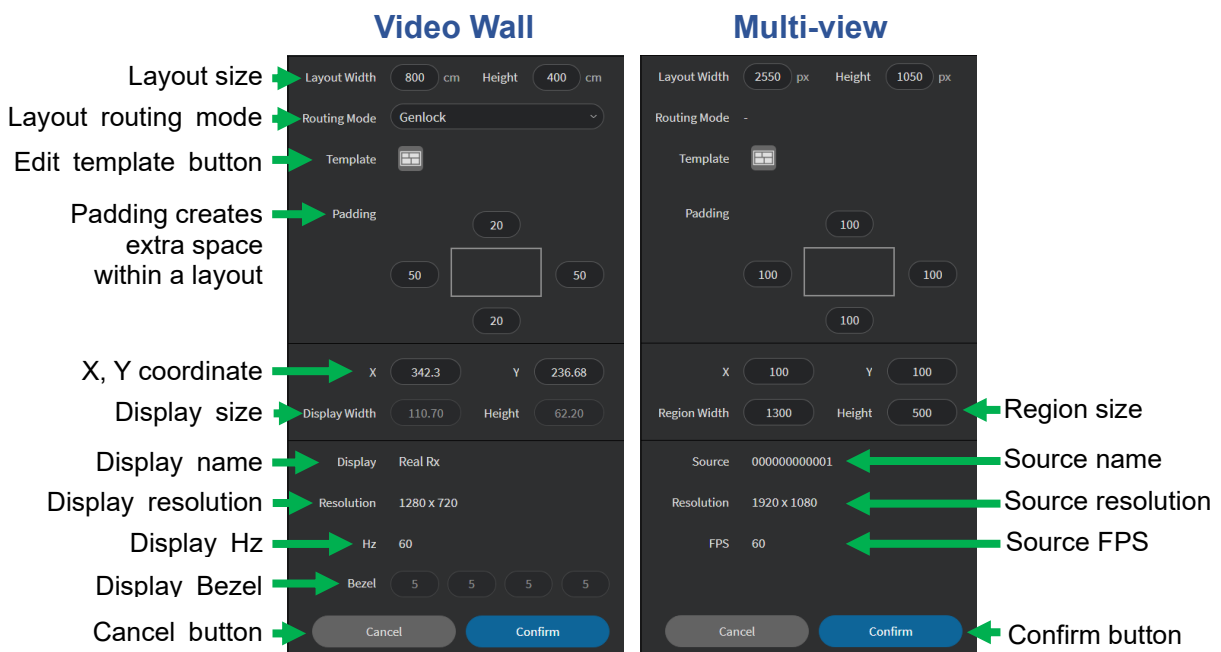 Video Wall
Multi-view
Layout size
Layout Width 800 cm Height 400 cm
Layout Width 2550 px Height 1050 px
Layout routing mode
Routing Mode Genlock
Routing Mode -
Edit template button
Template
Template
Padding creates
extra space
within a layout
Padding
20
50 50
20
Padding
100
100 100
100
X, Y coordinate
X 342.3 Y 236.68
X 100 Y 100
Display size
Display Width 110.70 Height 62.20
Region Width 1300 Height 500
Region size
Display name
Display Real Rx
Source 000000000001
Source name
Display resolution
Resolution 1280 x 720
Resolution 1920 x 1080
Source resolution
Display Hz
Hz 60
FPS 60
Source FPS
Display Bezel
Bezel 5 5 5 5
Cancel button
Cancel Confirm
Cancel Confirm
Confirm button